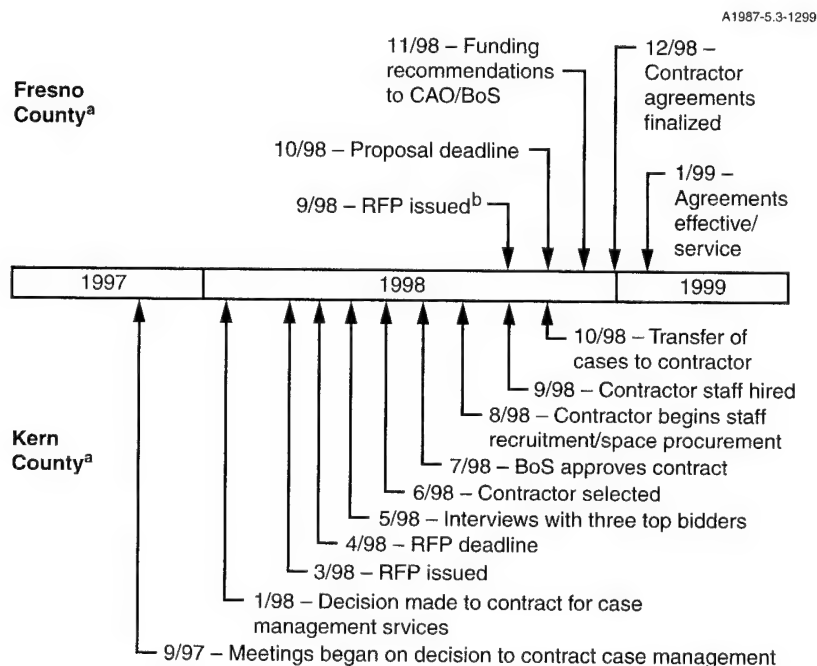 A1987-5.3-1299
Fresno
County^a
11/98 – Funding
recommendations
to CAO/BoS
12/98 –
Contractor
agreements
finalized
10/98 – Proposal deadline
9/98 – RFP issued^b
1/99 –
Agreements
effective/
service
1997
1998
1999
Kern
County^a
10/98 – Transfer of
cases to contractor
9/98 – Contractor staff hired
8/98 – Contractor begins staff
recruitment/space procurement
7/98 – BoS approves contract
6/98 – Contractor selected
5/98 – Interviews with three top bidders
4/98 – RFP deadline
3/98 – RFP issued
1/98 – Decision made to contract for case
management srvices
9/97 – Meetings began on decision to contract case management